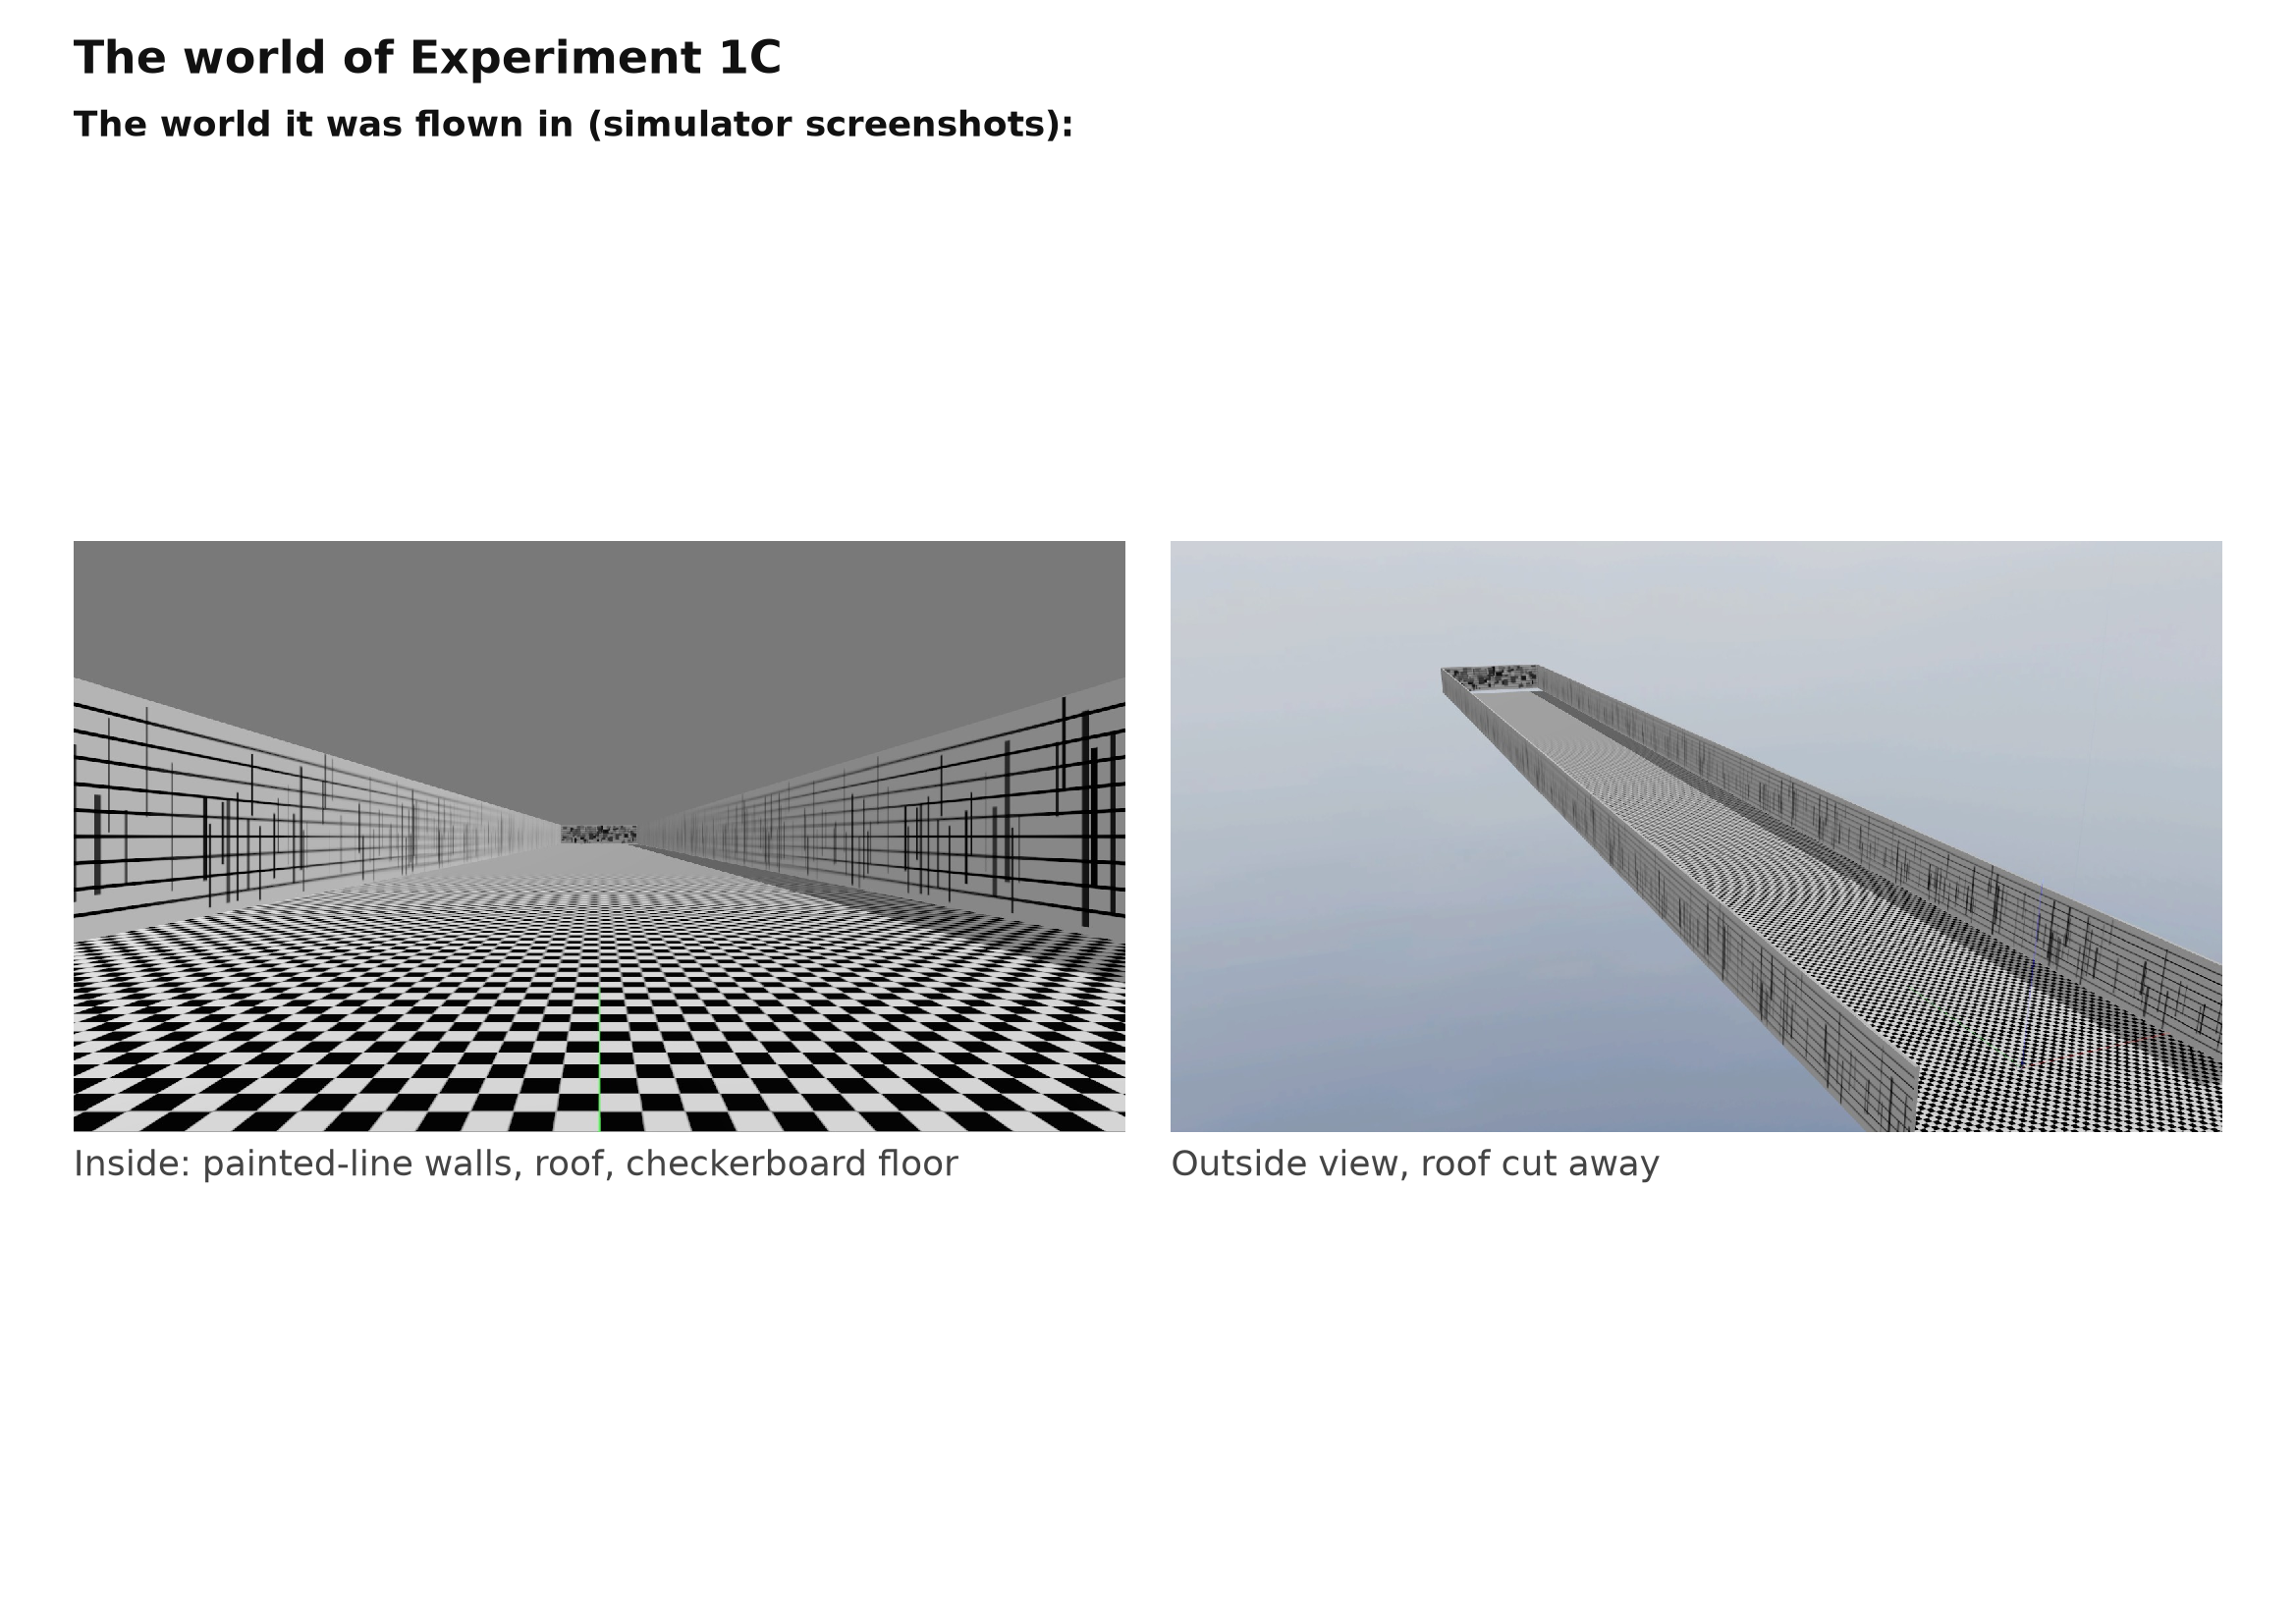 The world of Experiment 1C
The world it was flown in (simulator screenshots):
Inside: painted-line walls, roof, checkerboard floor
Outside view, roof cut away